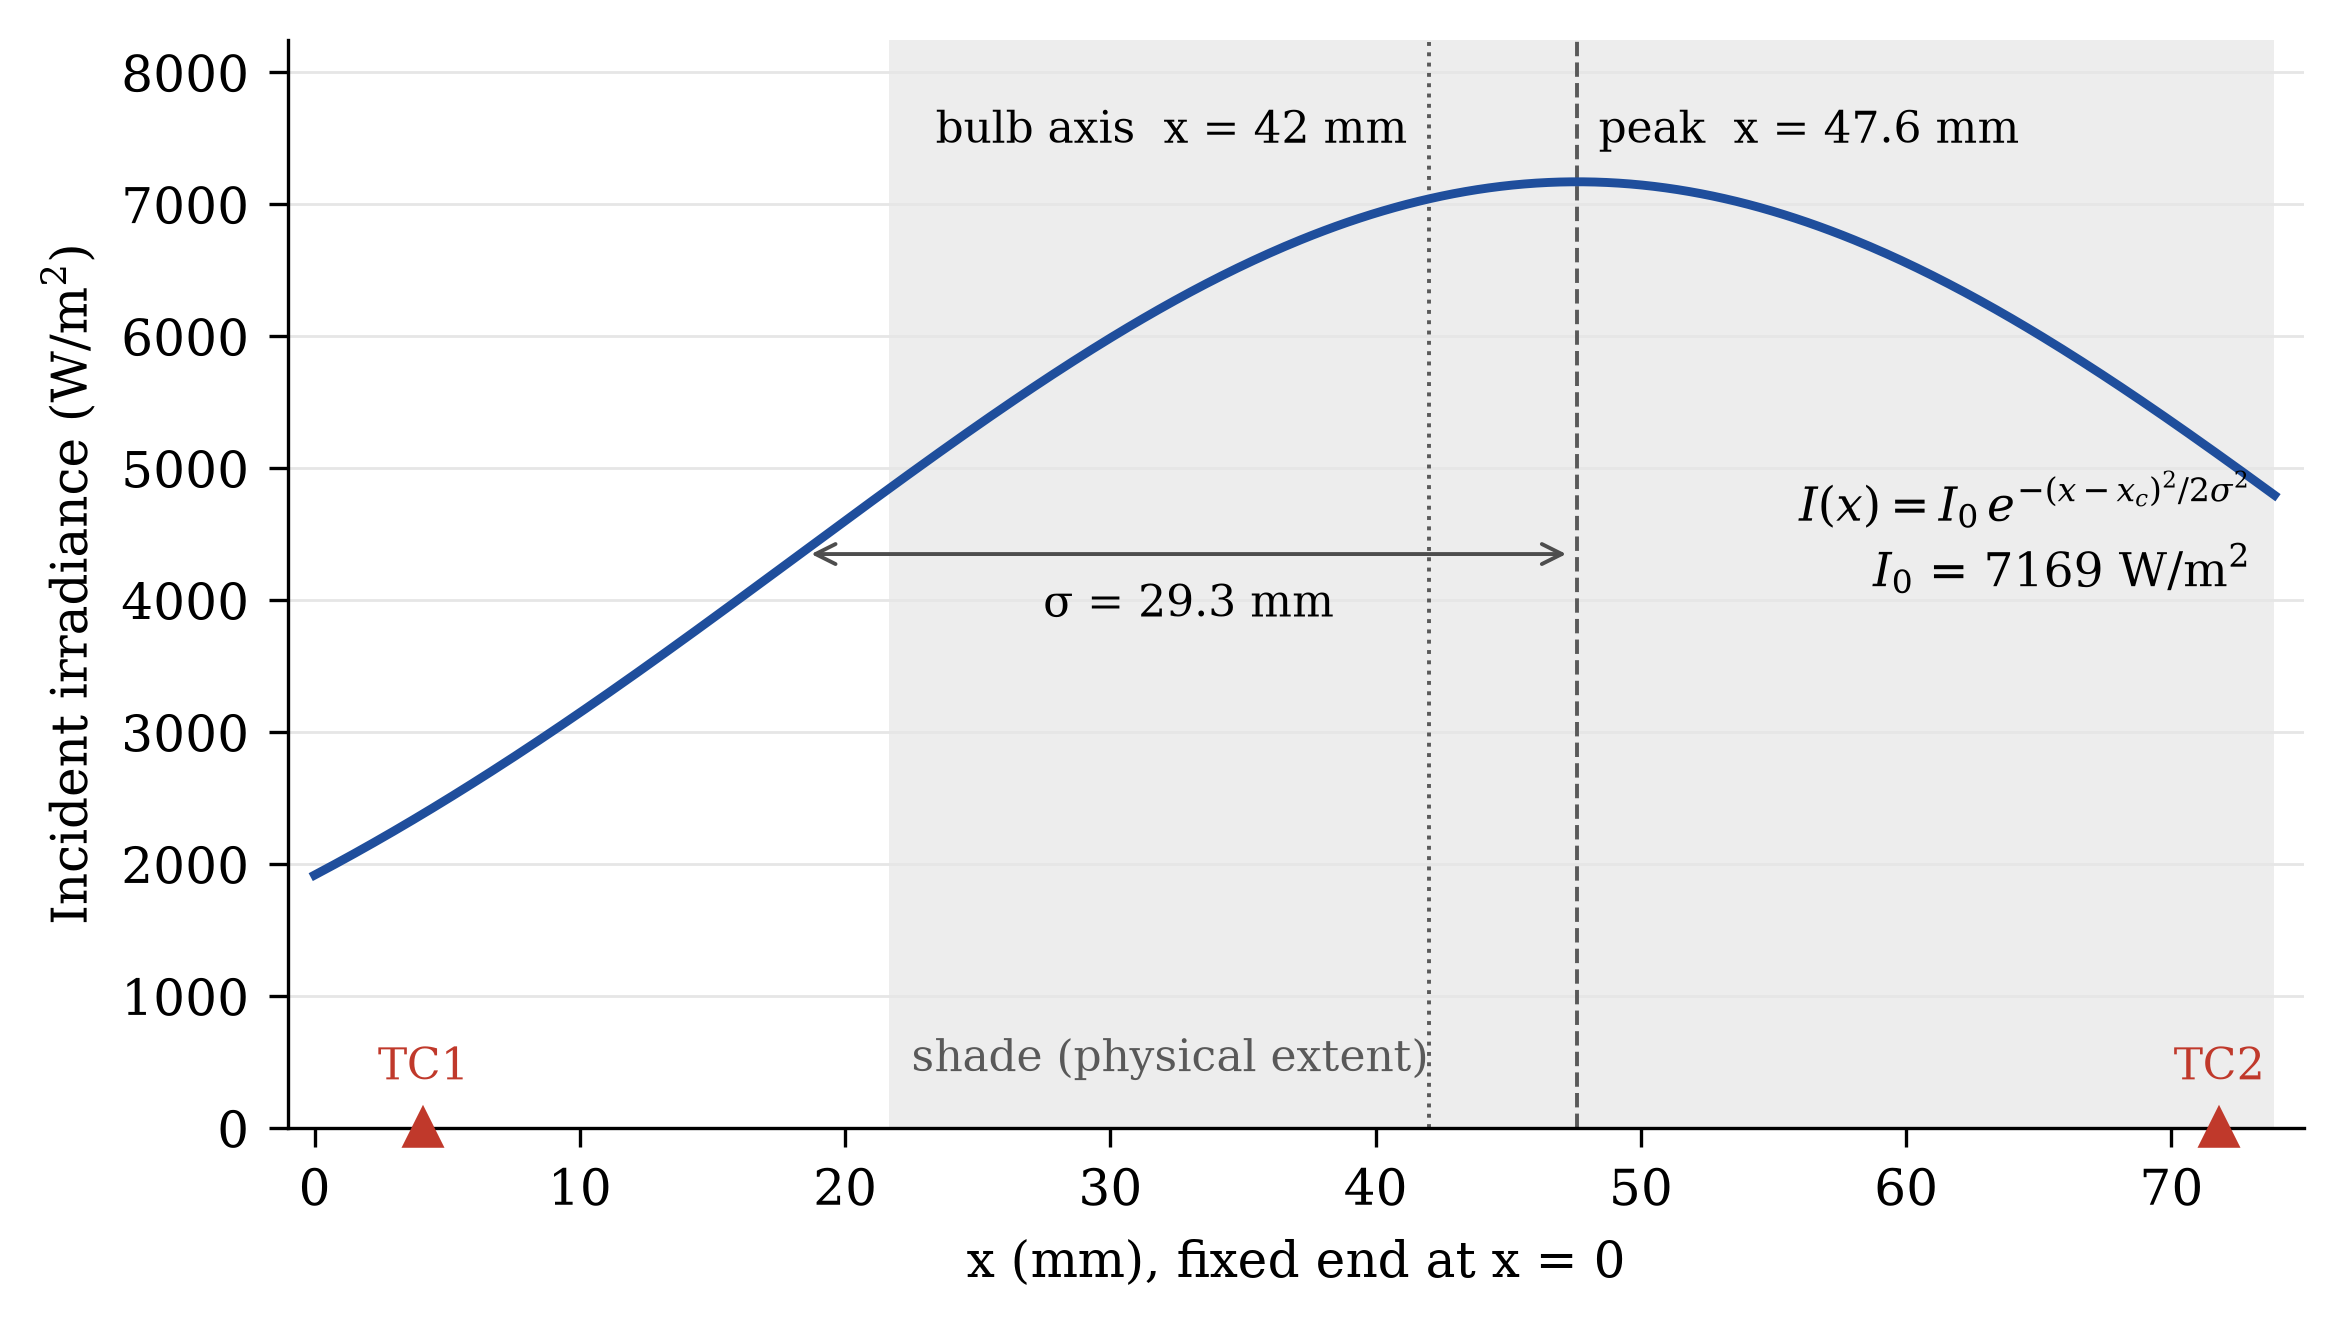 Incident irradiance (W/m²)
8000
7000
6000
5000
4000
3000
2000
1000
0
bulb axis x = 42 mm
peak x = 47.6 mm
I(x) = I₀ e^{−(x − x_c)²/2σ²}
I₀ = 7169 W/m²
σ = 29.3 mm
shade (physical extent)
TC1
TC2
0 10 20 30 40 50 60 70
x (mm), fixed end at x = 0